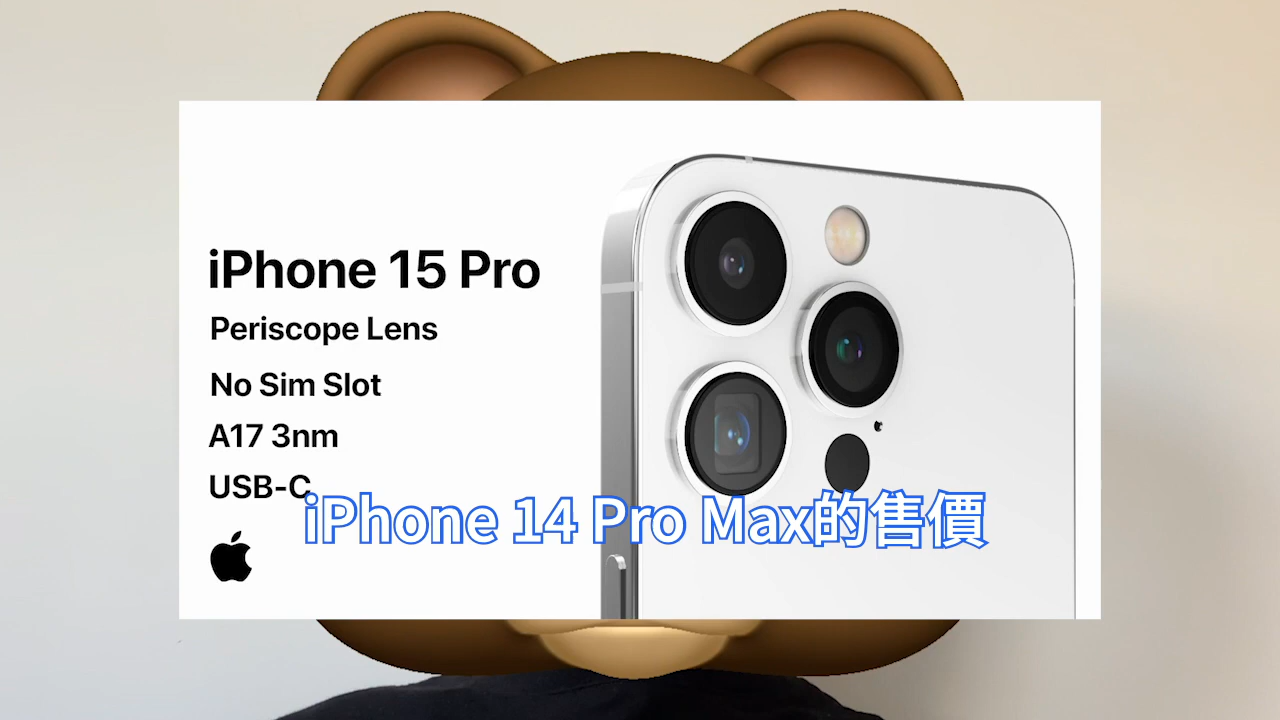 iPhone 15 Pro
Periscope Lens
No Sim Slot
A17 3nm
USB-C
iPhone 14 Pro Max的售價